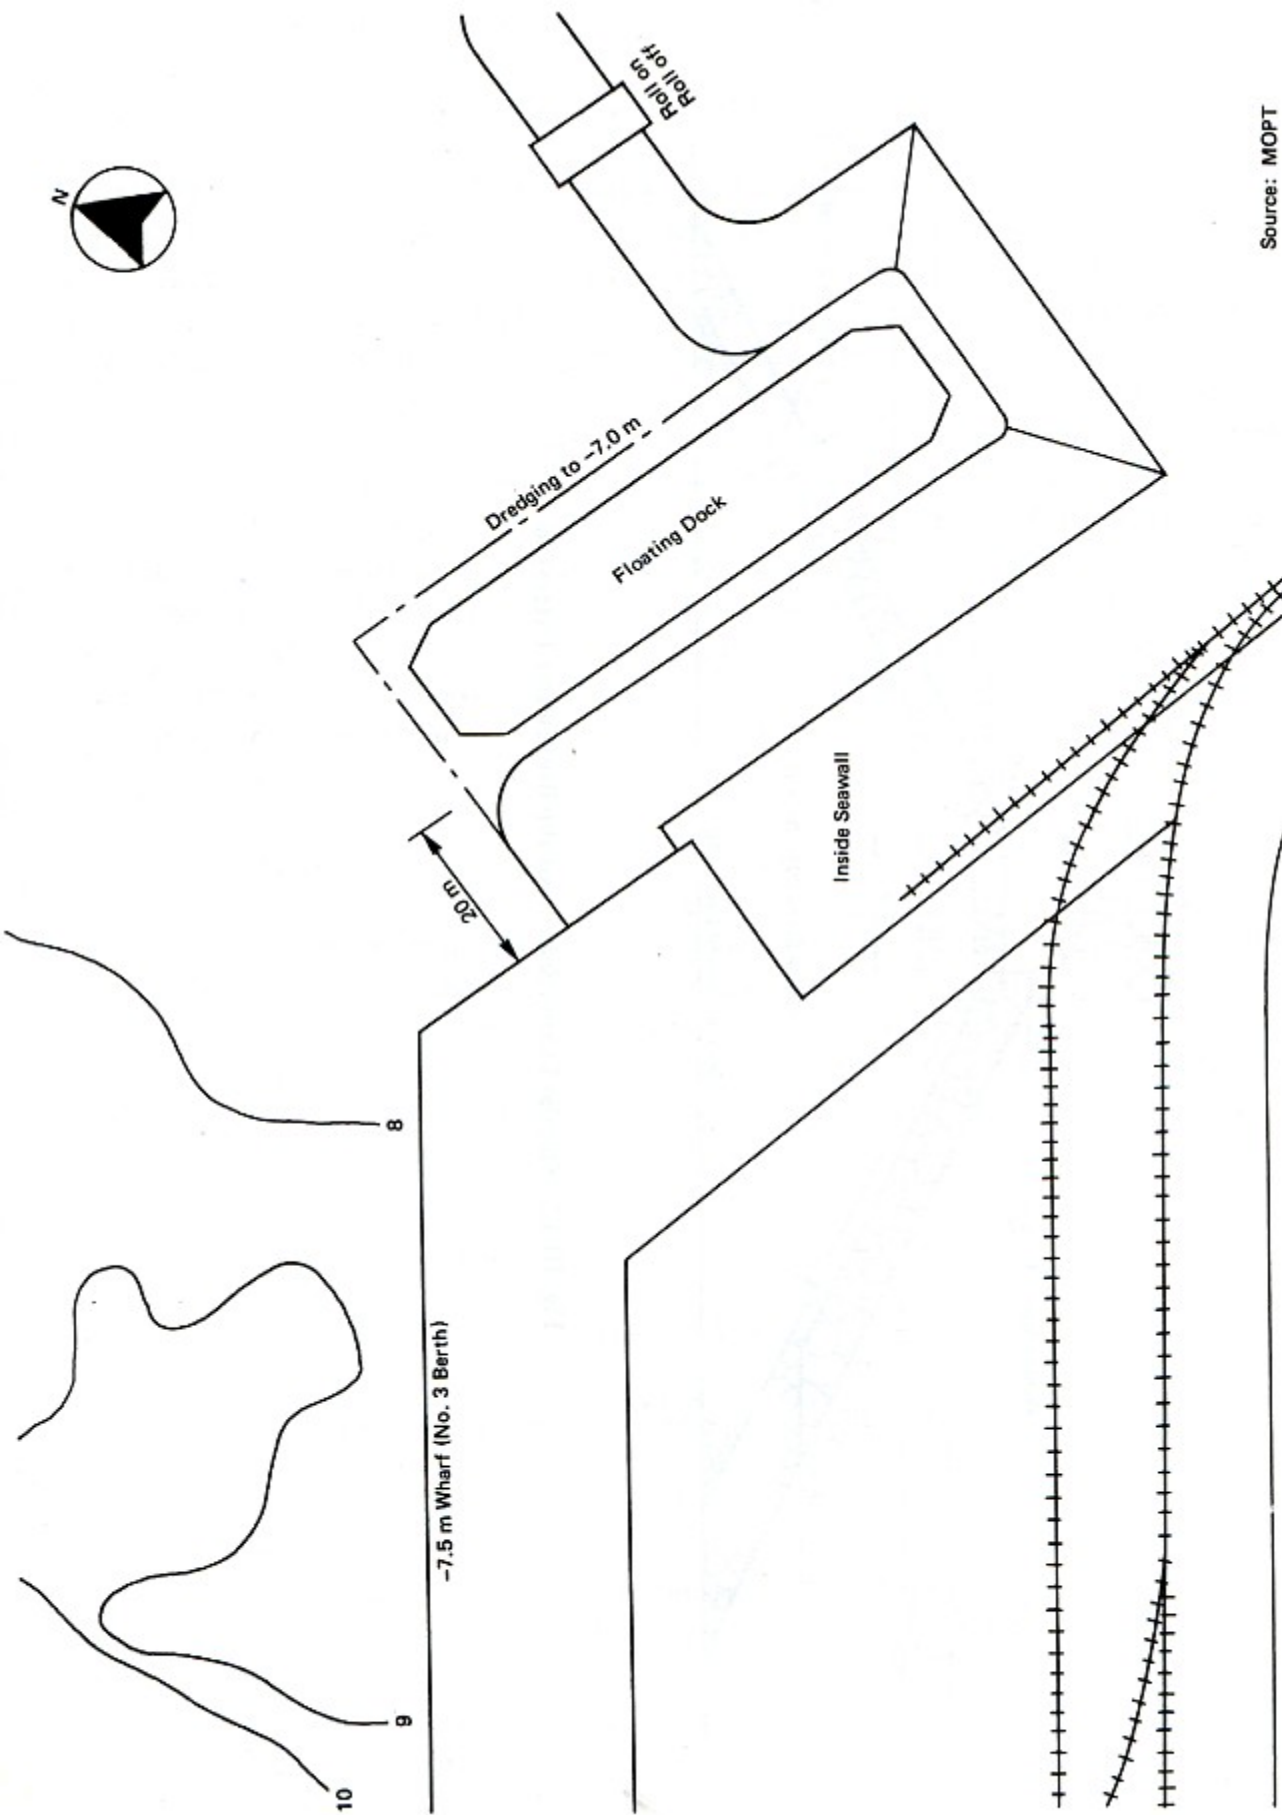 N
Roll on
Roll off
Dredging to –7.0 m
Floating Dock
20 m
Inside Seawall
8
–7.5 m Wharf (No. 3 Berth)
9
10
Source: MOPT